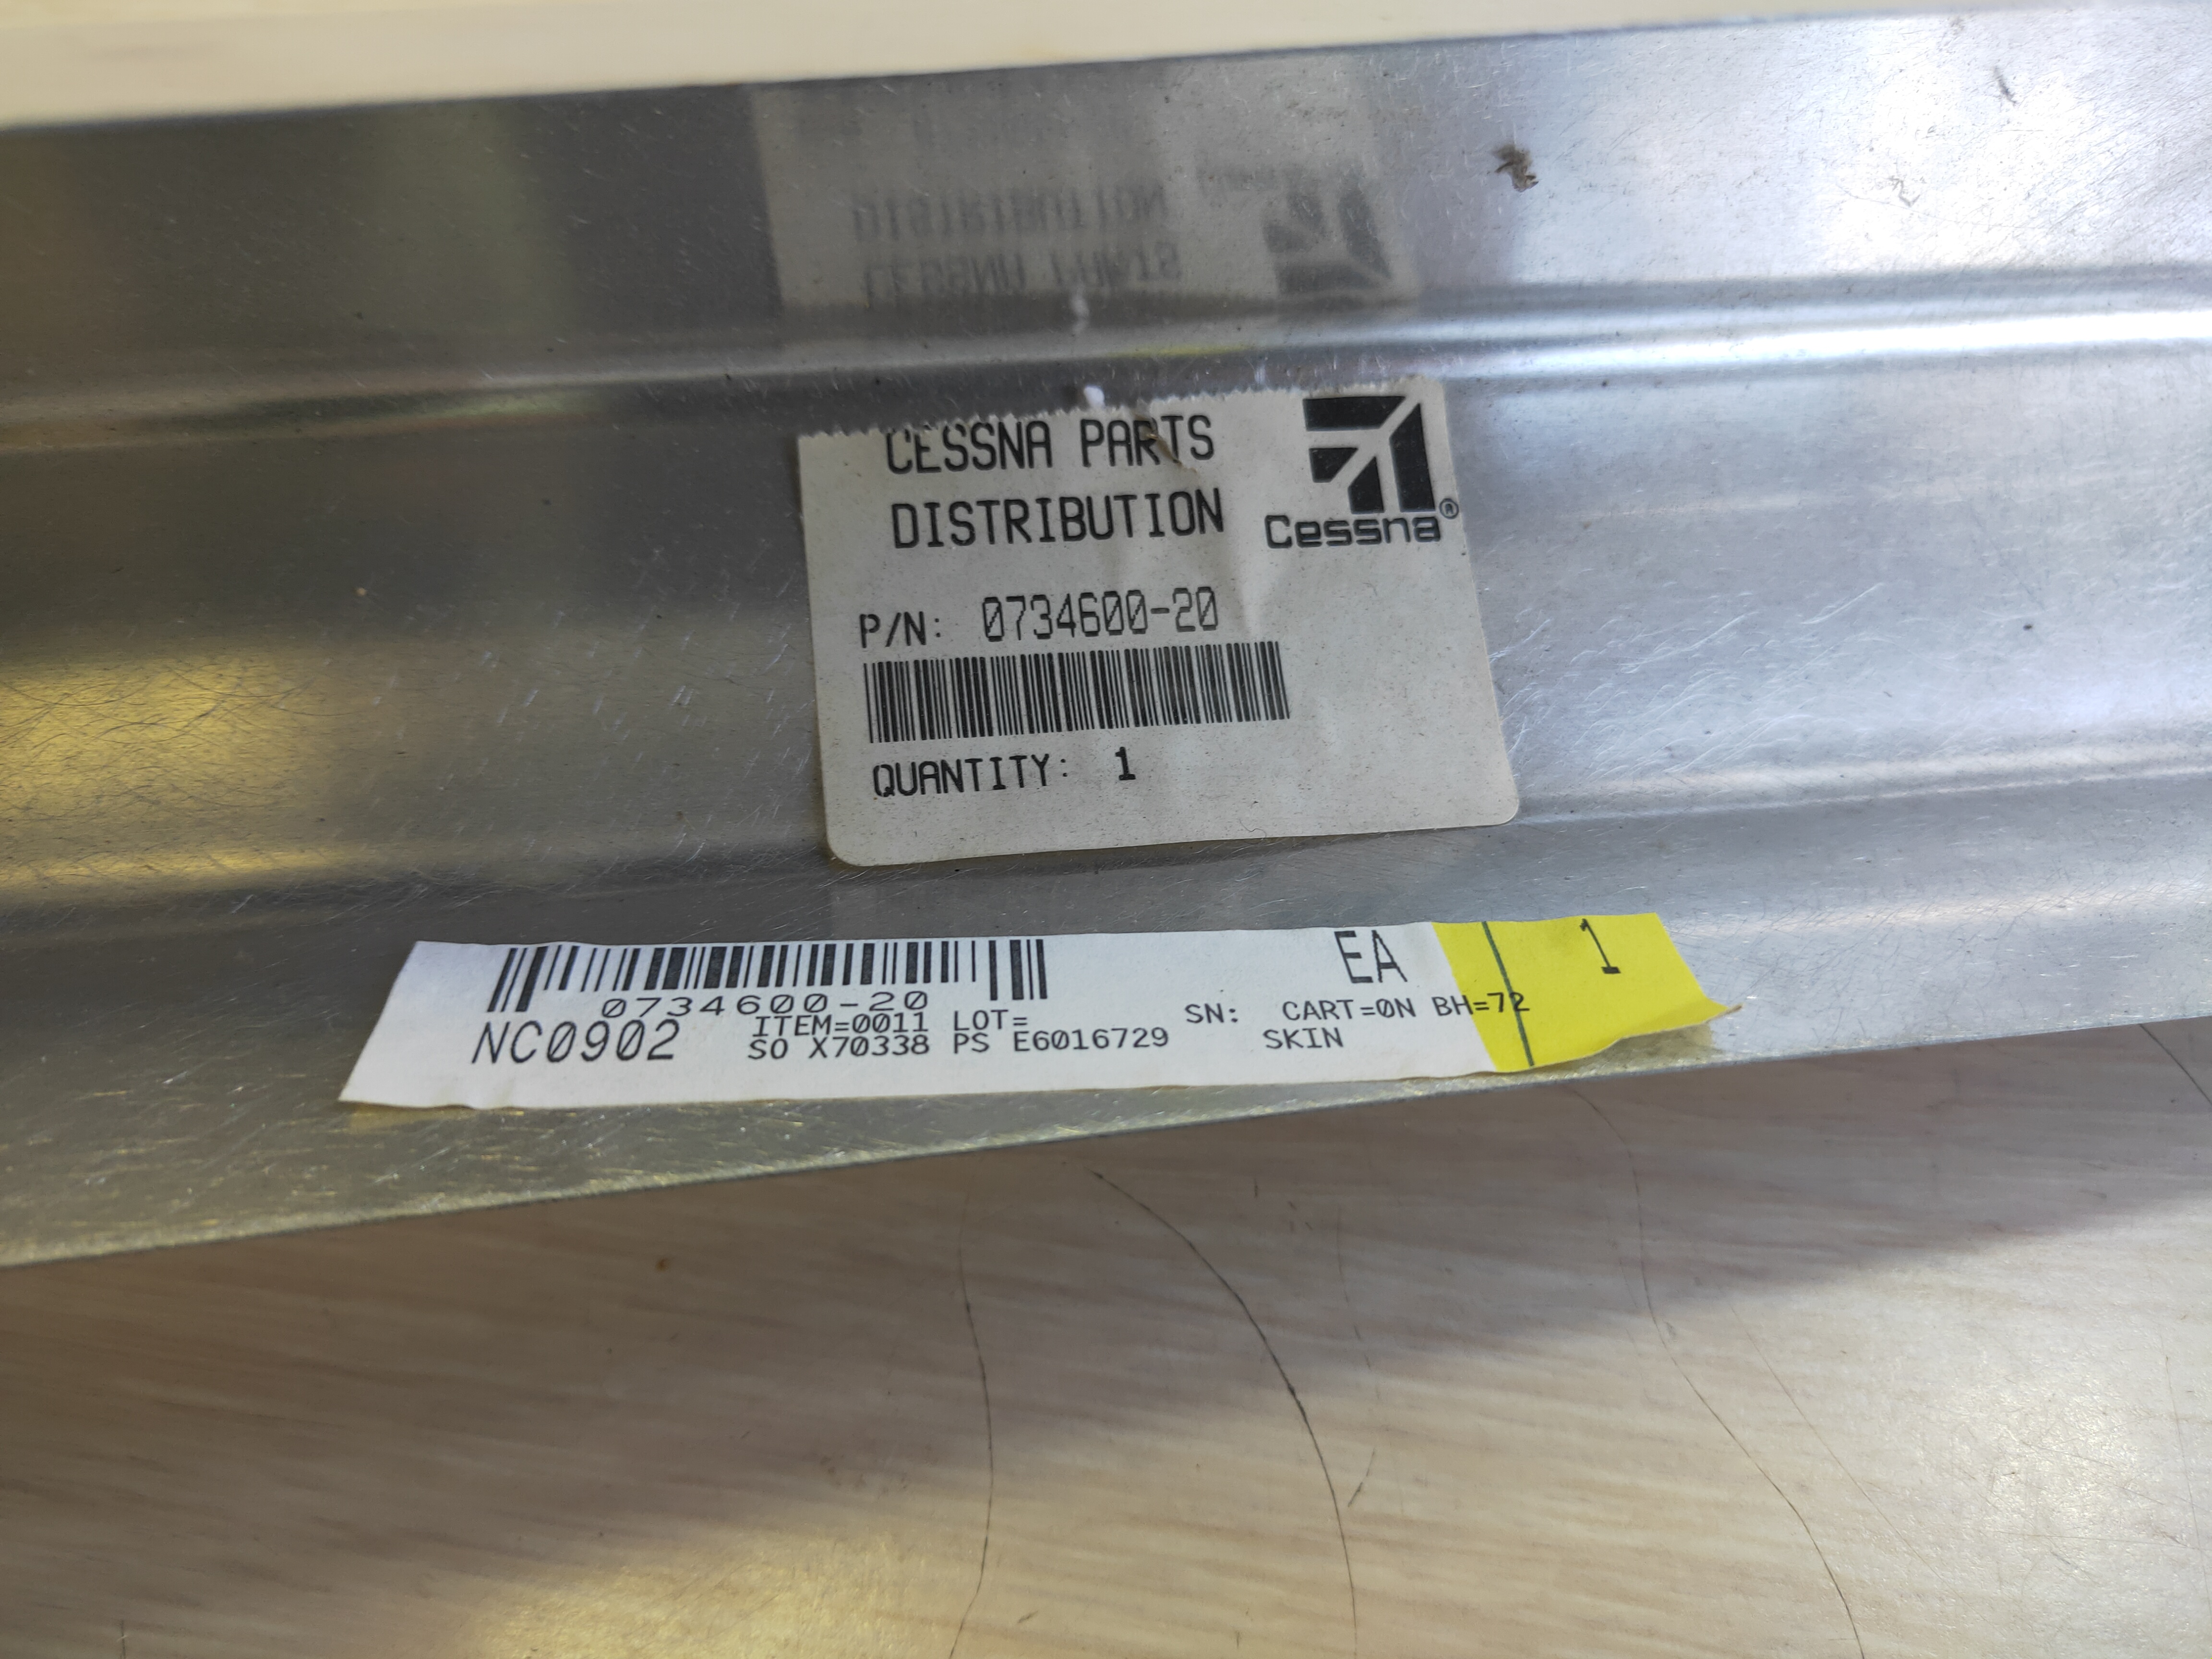 CESSNA PARTS
DISTRIBUTION
Cessna®
P/N: 0734600-20
QUANTITY: 1
EA 1
0734600-20
NC0902 ITEM=0011 LOT= SN: CART=0N BH=72
SO X70338 PS E6016729 SKIN